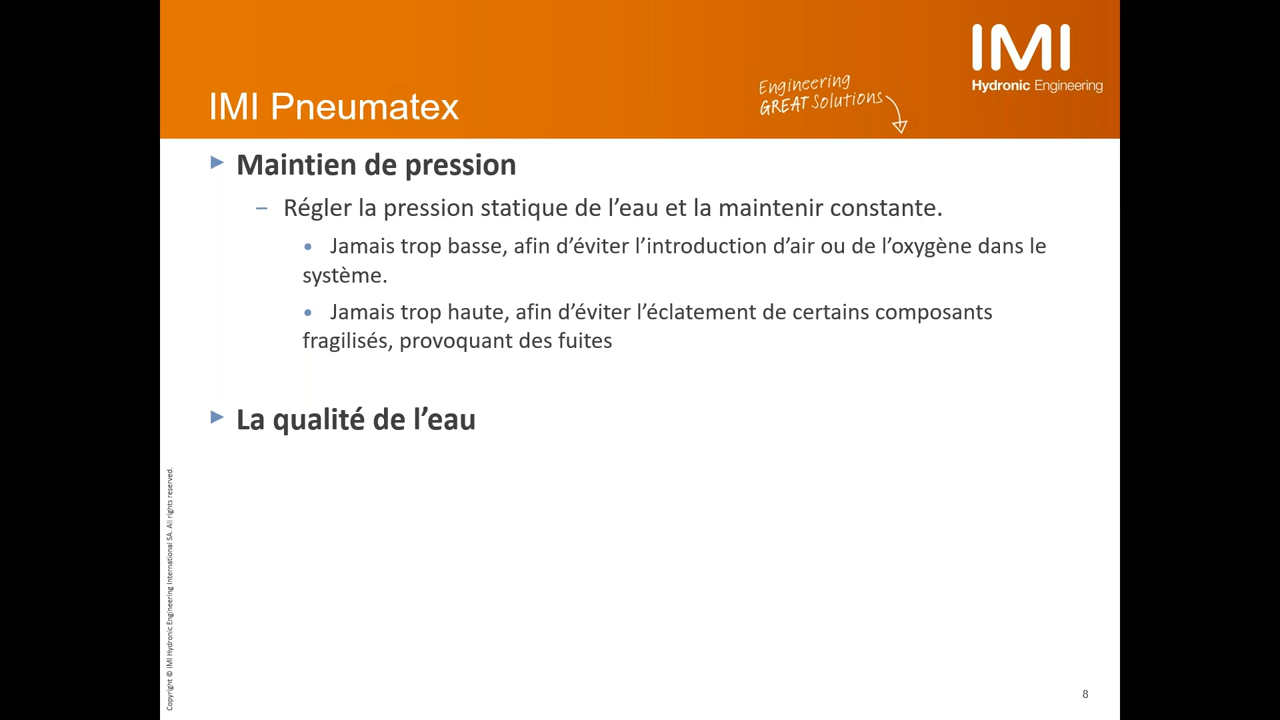 IMI
Hydronic Engineering
Engineering
GREAT Solutions
IMI Pneumatex
Maintien de pression
– Régler la pression statique de l’eau et la maintenir constante.
• Jamais trop basse, afin d’éviter l’introduction d’air ou de l’oxygène dans le
système.
• Jamais trop haute, afin d’éviter l’éclatement de certains composants
fragilisés, provoquant des fuites
La qualité de l’eau
Copyright © IMI Hydronic Engineering International SA. All rights reserved.
8